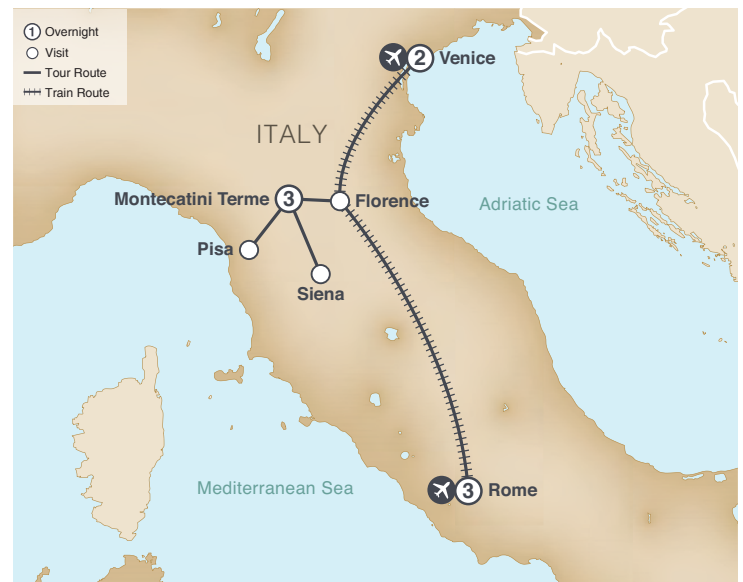 1 Overnight
Visit
Tour Route
Train Route
2 Venice
ITALY
Montecatini Terme 3
Florence
Adriatic Sea
Pisa
Siena
Mediterranean Sea
3 Rome